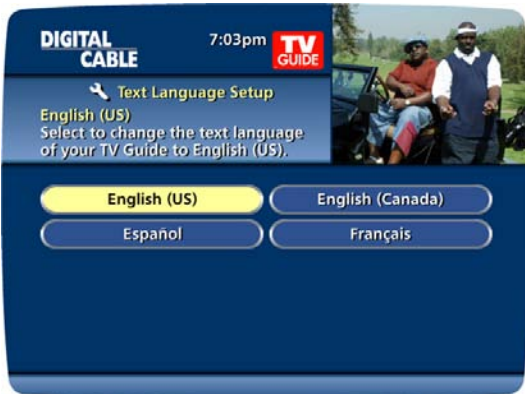 DIGITAL
CABLE
7:03pm
TV
GUIDE
Text Language Setup
English (US)
Select to change the text language
of your TV Guide to English (US).
English (US)
English (Canada)
Español
Français